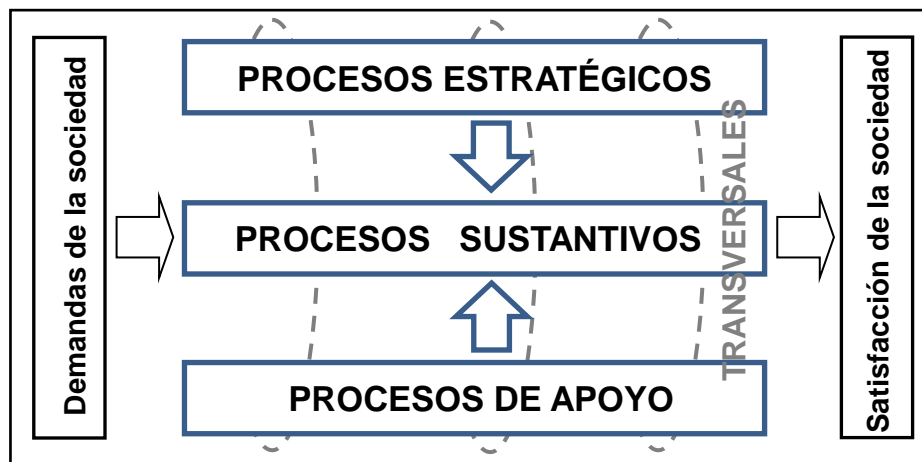 Demandas de la sociedad
PROCESOS ESTRATÉGICOS
PROCESOS SUSTANTIVOS
PROCESOS DE APOYO
TRANSVERSALES
Satisfacción de la sociedad